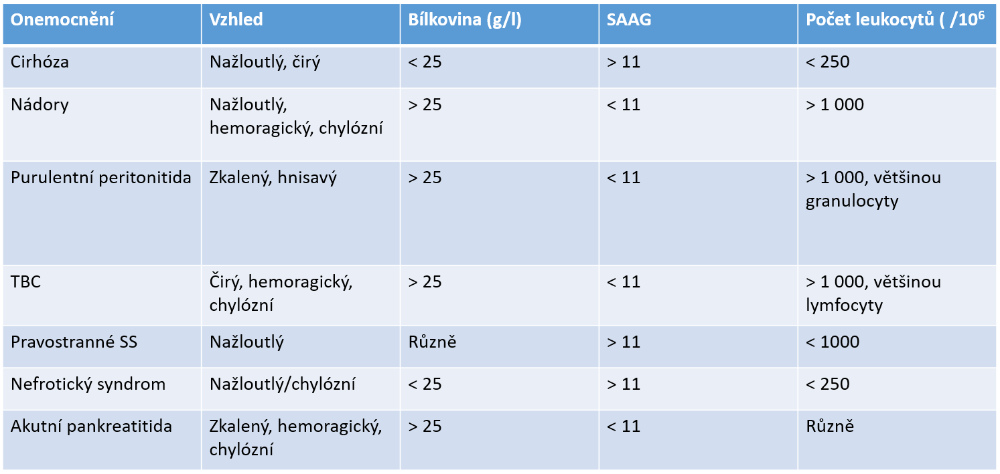 Onemocnění Vzhled Bílkovina (g/l) SAAG Počet leukocytů ( /10⁶
Cirhóza Nažloutlý, čirý < 25 > 11 < 250
Nádory Nažloutlý, > 25 < 11 > 1 000
hemoragický, chylózní
Purulentní peritonitida Zkalený, hnisavý > 25 < 11 > 1 000, většinou
granulocyty
TBC Čirý, hemoragický, > 25 < 11 > 1 000, většinou
chylózní lymfocyty
Pravostranné SS Nažloutlý Různě > 11 < 1000
Nefrotický syndrom Nažloutlý/chylózní < 25 > 11 < 250
Akutní pankreatitida Zkalený, hemoragický, > 25 < 11 Různě
chylózní